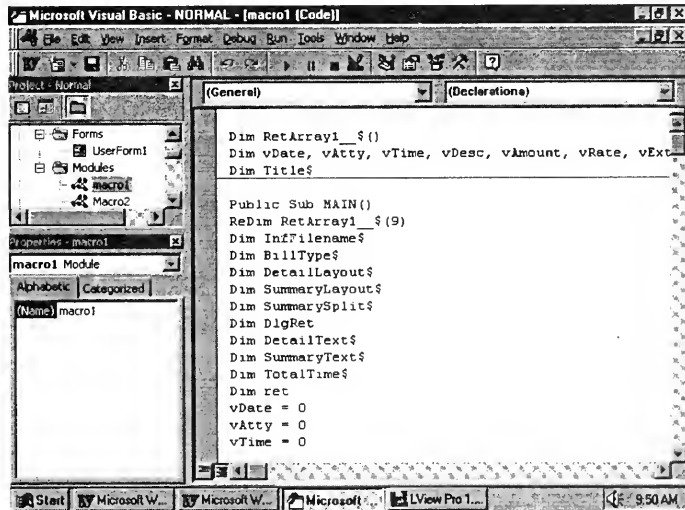 Microsoft Visual Basic - NORMAL - [macro1 (Code)]
File Edit View Insert Format Debug Run Tools Window Help
Project - Normal
Forms
UserForm1
Modules
macro1
Macro2
Properties - macro1
macro1 Module
Alphabetic Categorized
(Name) macro1
(General) (Declarations)
Dim RetArray1__$()
Dim vDate, vAtty, vTime, vDesc, vAmount, vRate, vExt
Dim Title$
Public Sub MAIN()
ReDim RetArray1__$(9)
Dim InfFilename$
Dim BillType$
Dim DetailLayout$
Dim SummaryLayout$
Dim SummarySplit$
Dim DlgRet
Dim DetailText$
Dim SummaryText$
Dim TotalTime$
Dim ret
vDate = 0
vAtty = 0
vTime = 0
Start Microsoft W... Microsoft W... Microsoft ... LView Pro 1.... 9:50 AM